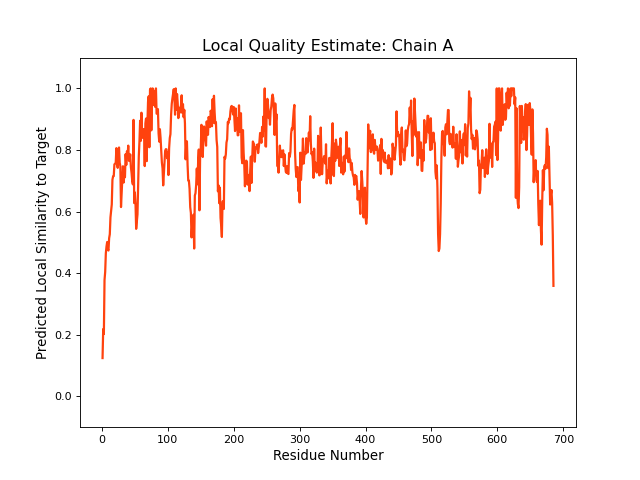 Local Quality Estimate: Chain A
Predicted Local Similarity to Target
1.0
0.8
0.6
0.4
0.2
0.0
0 100 200 300 400 500 600 700
Residue Number